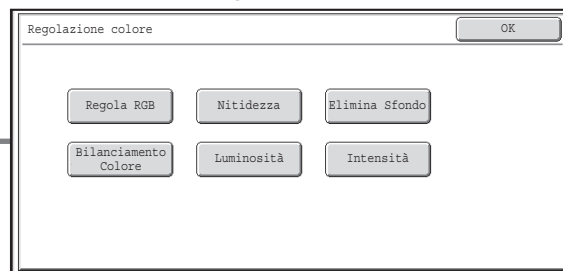 Regolazione colore
OK
Regola RGB
Nitidezza
Elimina Sfondo
Bilanciamento
Colore
Luminosità
Intensità